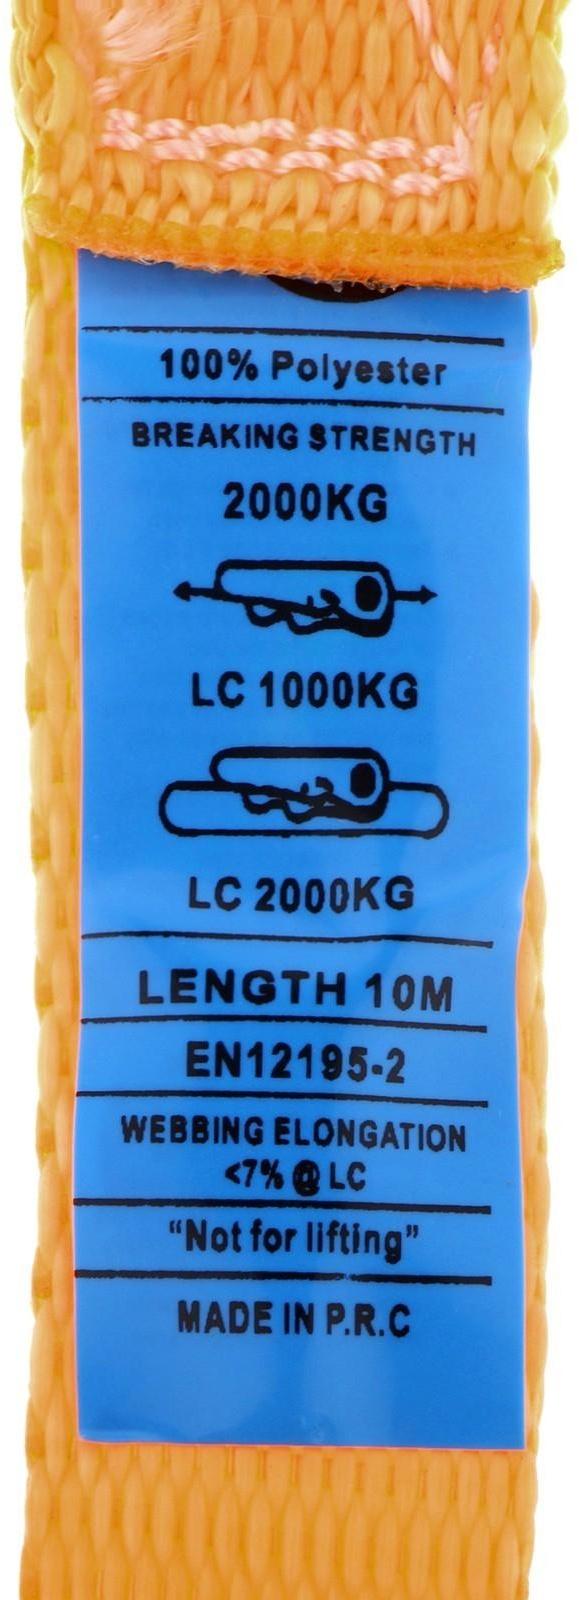 100% Polyester
BREAKING STRENGTH
2000KG
LC 1000KG
LC 2000KG
LENGTH 10M
EN12195-2
WEBBING ELONGATION
<7% @ LC
“Not for lifting”
MADE IN P.R.C